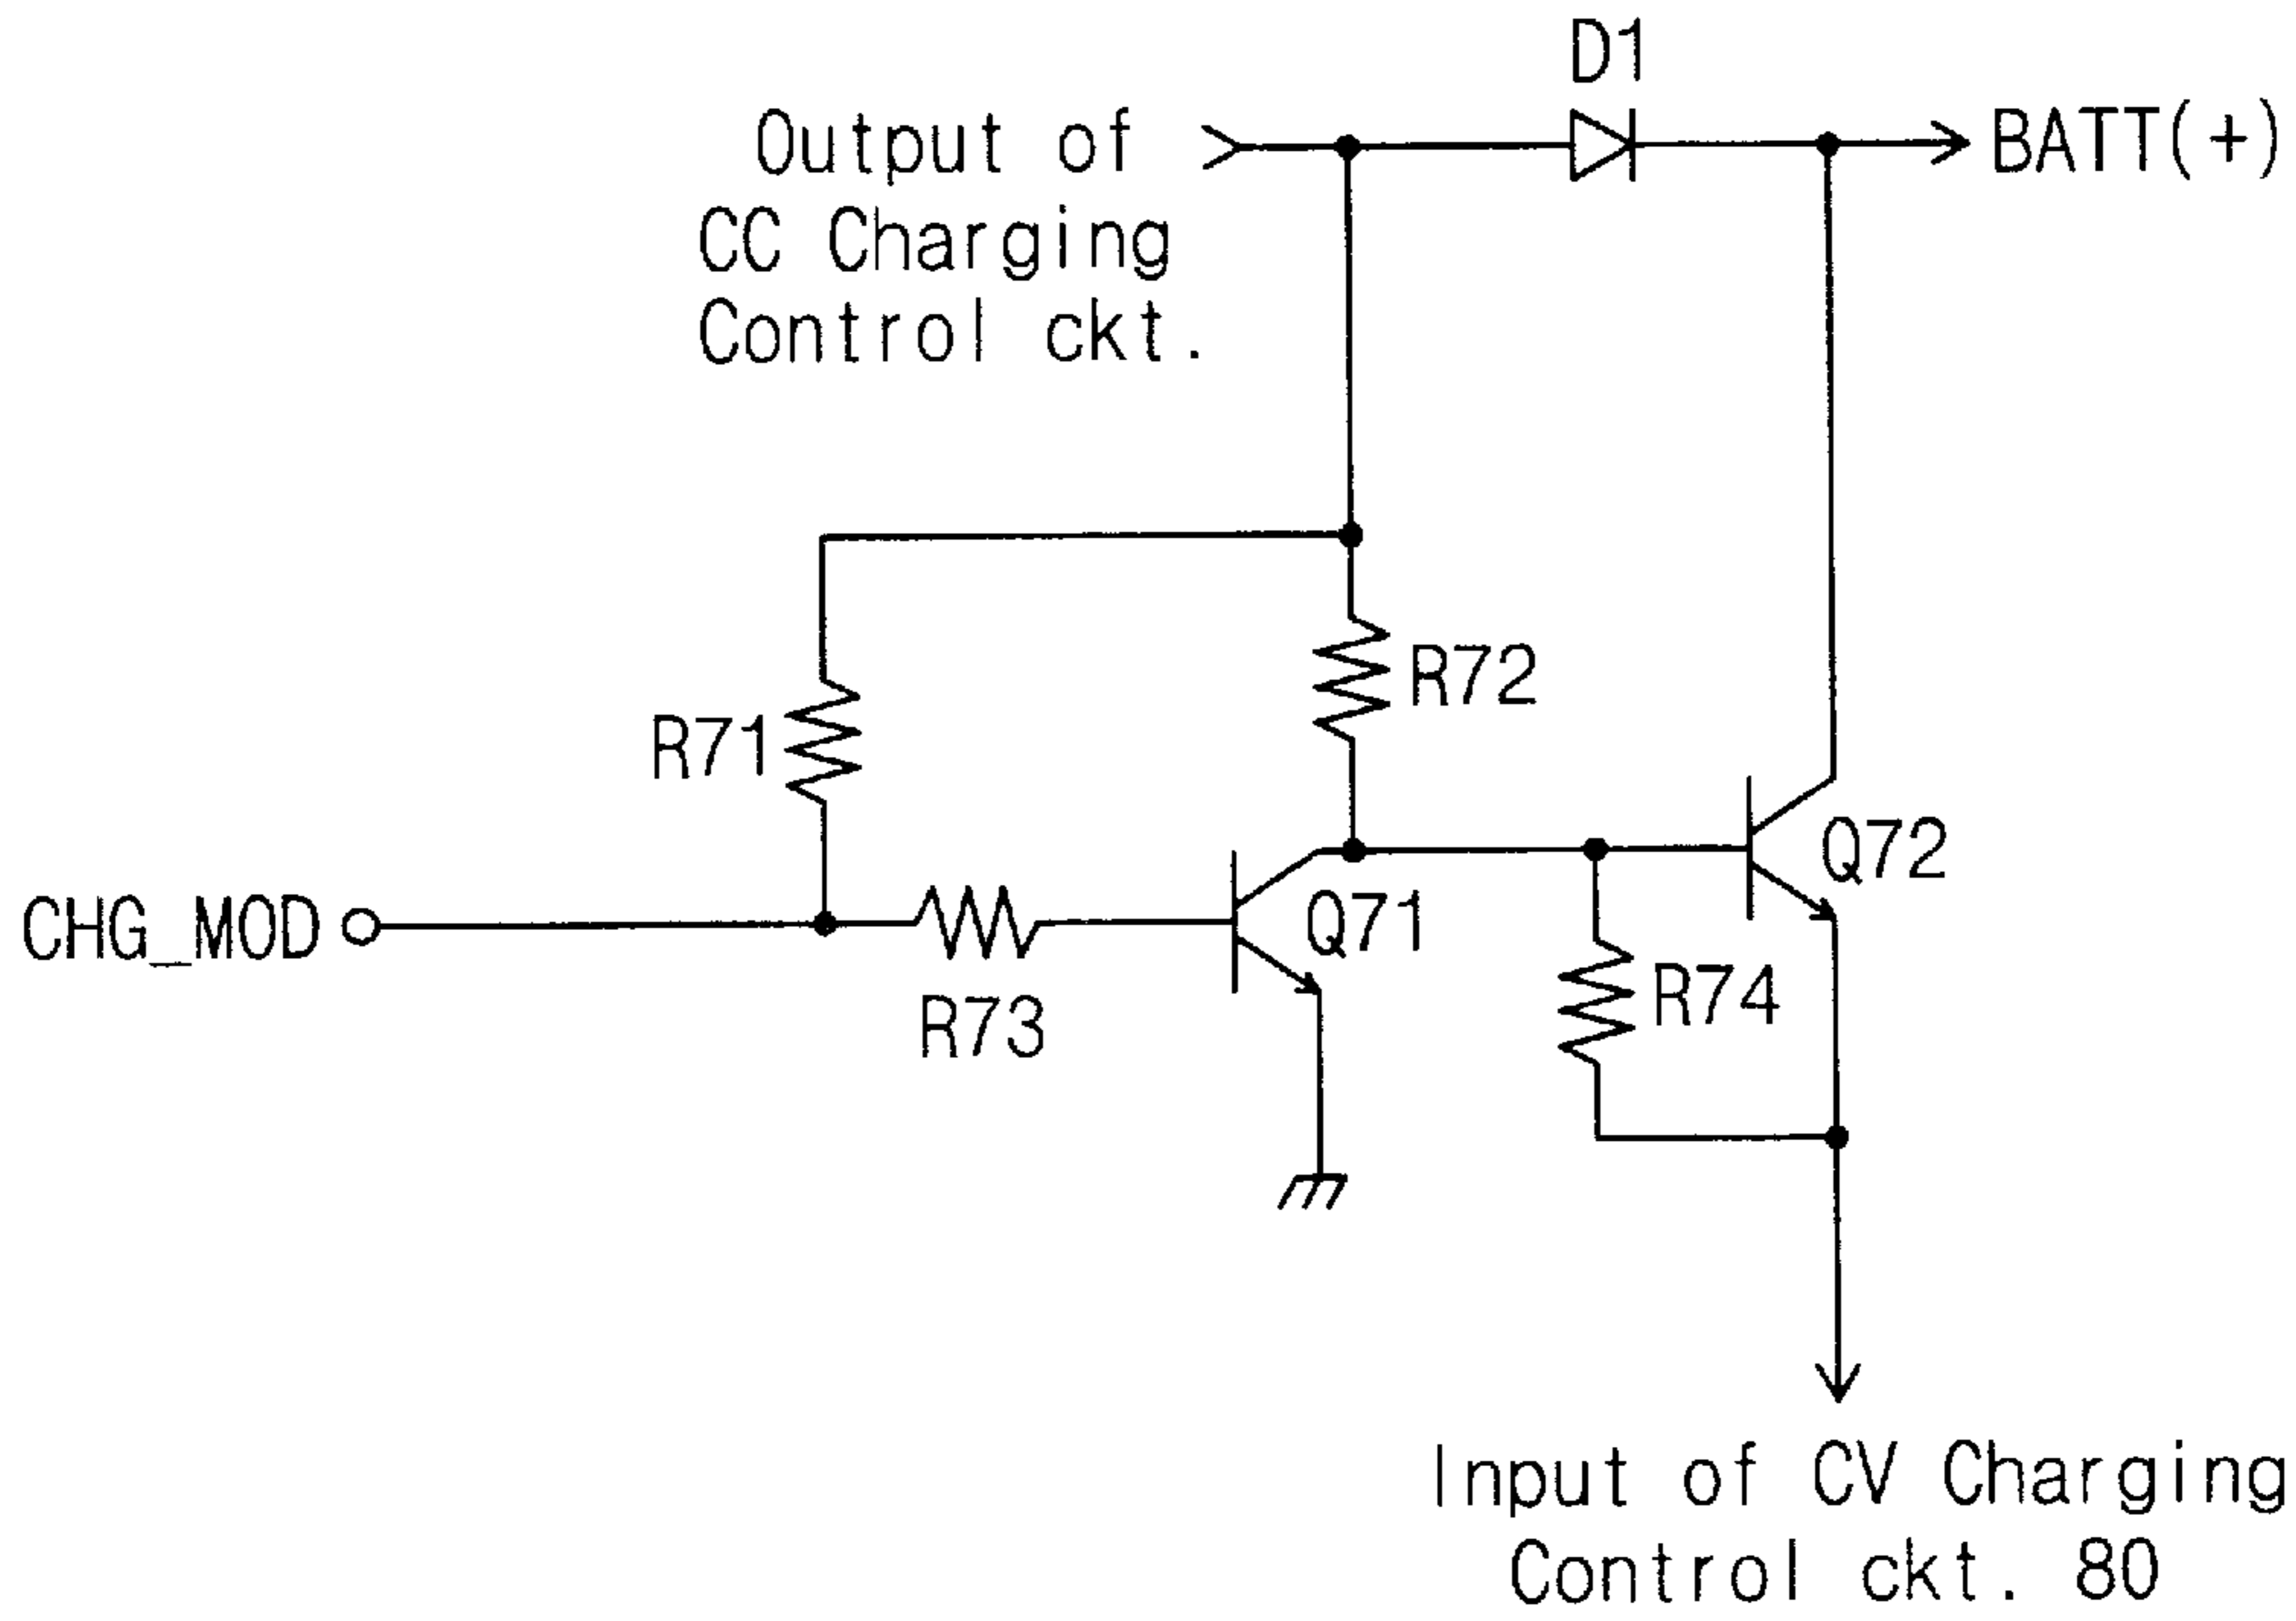 D1
Output of
CC Charging
Control ckt.
BATT(+)
R72
R71
Q72
CHG_MOD
Q71
R74
R73
Input of CV Charging
Control ckt. 80